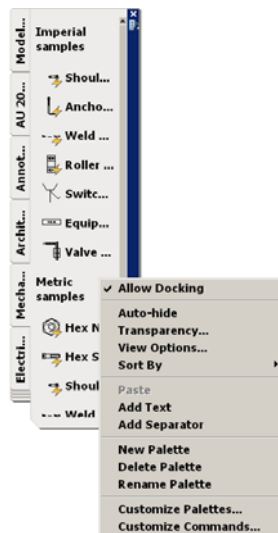 Model...
AU 20...
Annot...
Archit...
Mecha...
Electri...
Imperial
samples
Shoul...
Ancho...
Weld ...
Roller ...
Switc...
Equip...
Valve ...
Metric
samples
Hex N
Hex S
Shoul
Weld
Allow Docking
Auto-hide
Transparency...
View Options...
Sort By
Paste
Add Text
Add Separator
New Palette
Delete Palette
Rename Palette
Customize Palettes...
Customize Commands...